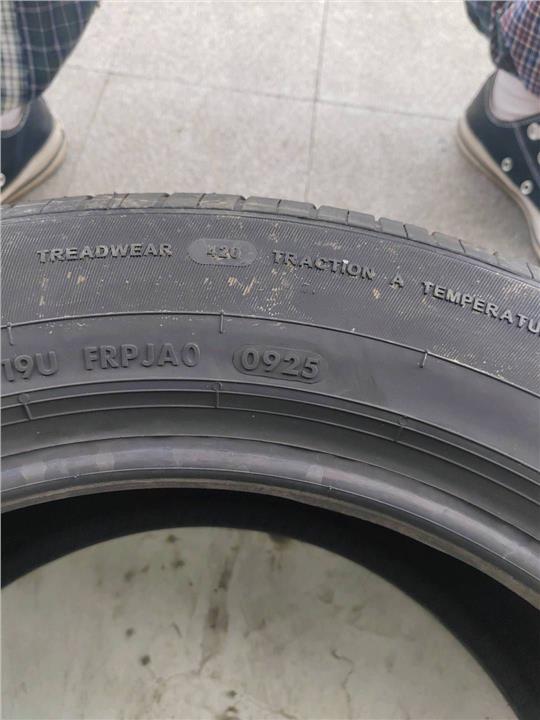 TREADWEAR 420 TRACTION A TEMPERATU
19U FRPJA0 0925